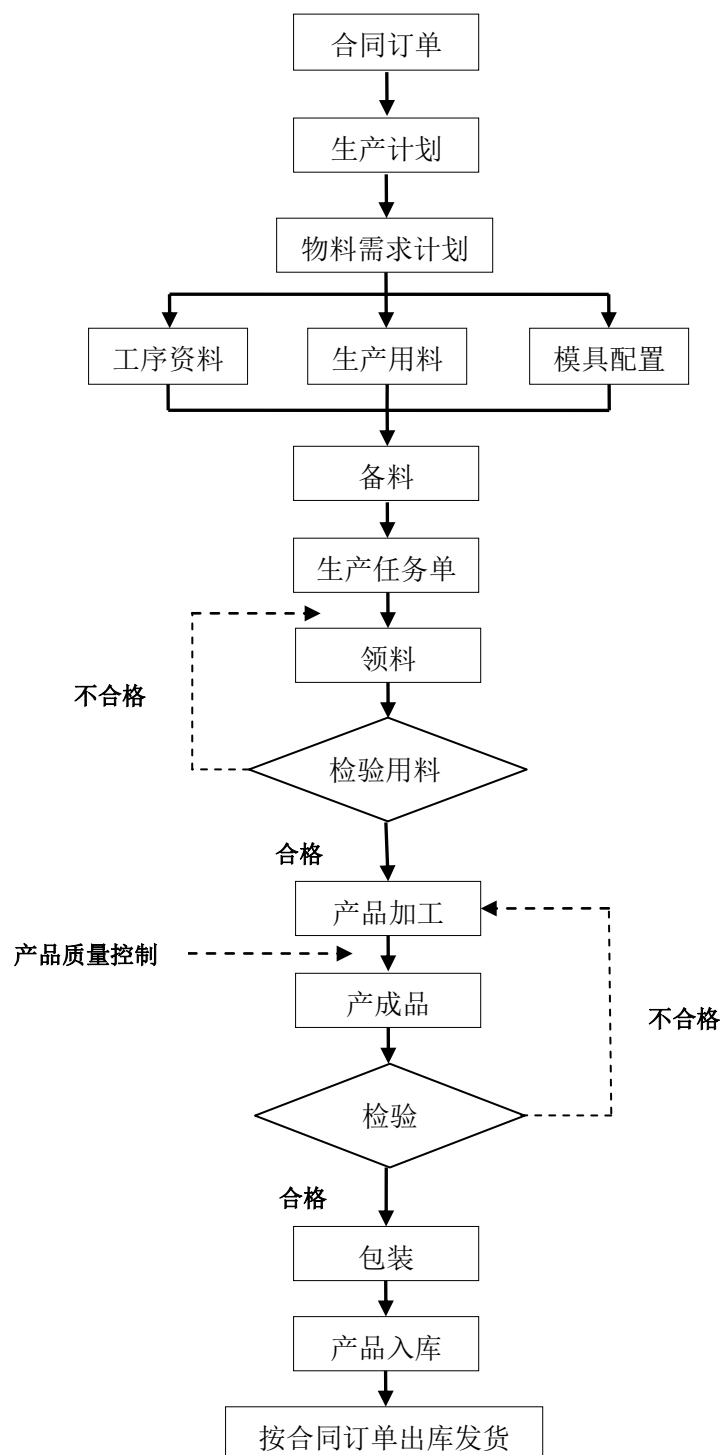 合同订单
生产计划
物料需求计划
工序资料
生产用料
模具配置
备料
生产任务单
领料
不合格
检验用料
合格
产品加工
产品质量控制
产成品
不合格
检验
合格
包装
产品入库
按合同订单出库发货